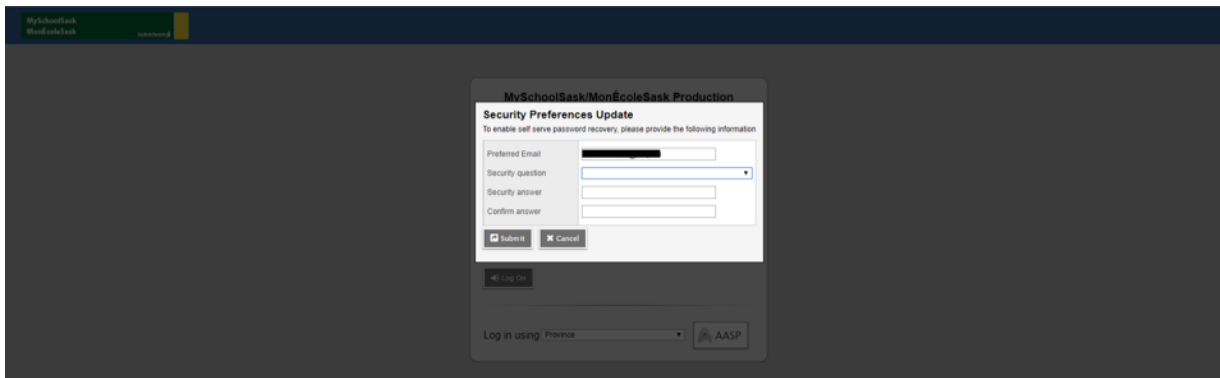 MySchoolSask
MonÉcoleSask
MySchoolSask/MonÉcoleSask Production
Security Preferences Update
To enable self serve password recovery, please provide the following information
Preferred Email
Security question
Security answer
Confirm answer
Submit Cancel
Log On
Log in using Province AASP